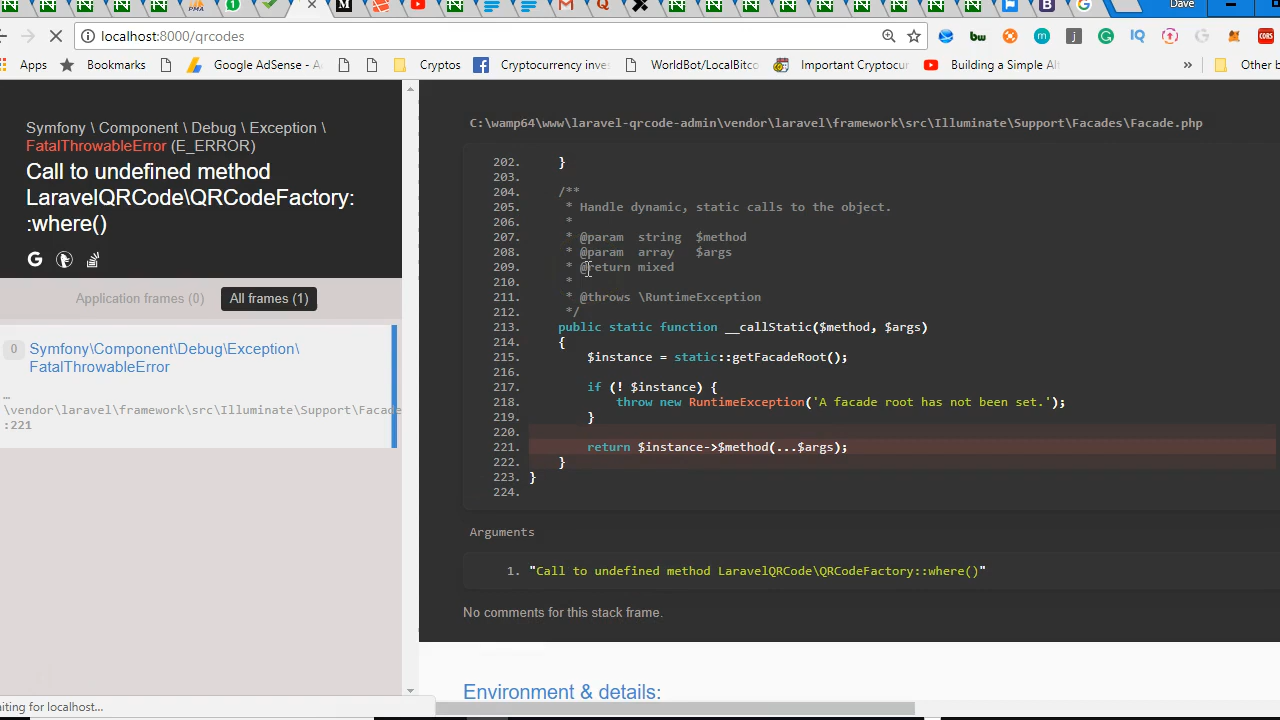 PMA
Dave
localhost:8000/qrcodes
Apps
Bookmarks
Google AdSense - A
Cryptos
Cryptocurrency inves
WorldBot/LocalBitco
Important Cryptocur
Building a Simple Alt
»
Other b
Symfony \ Component \ Debug \ Exception \
FatalThrowableError (E_ERROR)
Call to undefined method
LaravelQRCode\QRCodeFactory:
:where()
Application frames (0)
All frames (1)
0
Symfony\Component\Debug\Exception\
FatalThrowableError
…
\vendor\laravel\framework\src\Illuminate\Support\Facade
:221
C:\wamp64\www\laravel-qrcode-admin\vendor\laravel\framework\src\Illuminate\Support\Facades\Facade.php
202. }
203.
204. /**
205. * Handle dynamic, static calls to the object.
206. *
207. * @param string $method
208. * @param array $args
209. * @return mixed
210. *
211. * @throws \RuntimeException
212. */
213. public static function __callStatic($method, $args)
214. {
215. $instance = static::getFacadeRoot();
216.
217. if (! $instance) {
218. throw new RuntimeException('A facade root has not been set.');
219. }
220.
221. return $instance->$method(...$args);
222. }
223. }
224.
Arguments
1. "Call to undefined method LaravelQRCode\QRCodeFactory::where()"
No comments for this stack frame.
Environment & details:
aiting for localhost...